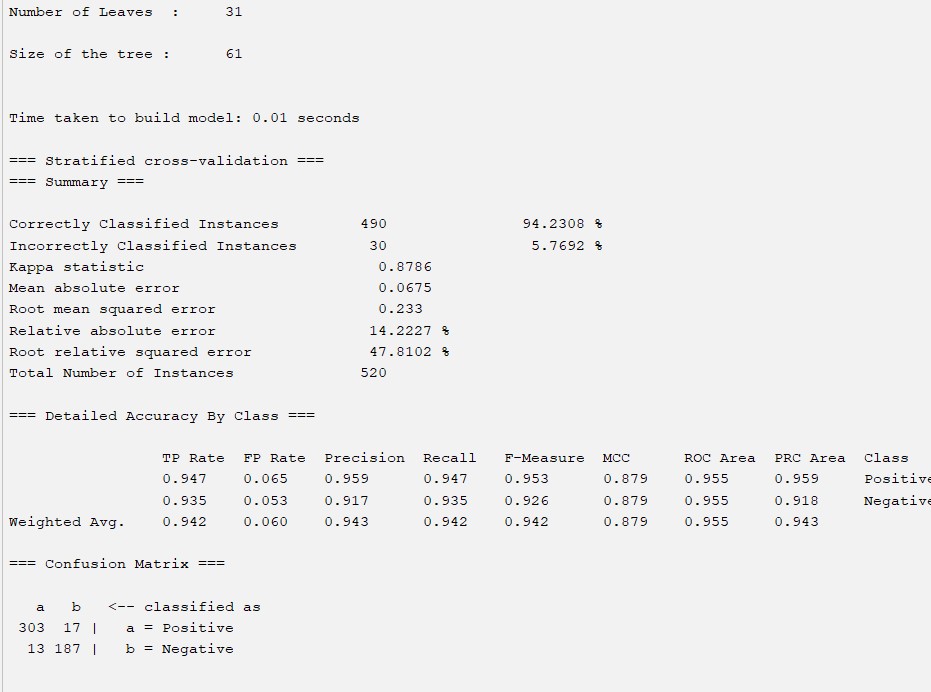 Number of Leaves  :     31
Size of the tree :      61
Time taken to build model: 0.01 seconds
=== Stratified cross-validation ===
=== Summary ===
Correctly Classified Instances         490               94.2308 %
Incorrectly Classified Instances        30                5.7692 %
Kappa statistic                          0.8786
Mean absolute error                      0.0675
Root mean squared error                  0.233
Relative absolute error                 14.2227 %
Root relative squared error             47.8102 %
Total Number of Instances              520
=== Detailed Accuracy By Class ===
                 TP Rate  FP Rate  Precision  Recall   F-Measure  MCC      ROC Area  PRC Area  Class
                 0.947    0.065    0.959      0.947    0.953      0.879    0.955     0.959     Positive
                 0.935    0.053    0.917      0.935    0.926      0.879    0.955     0.918     Negative
Weighted Avg.    0.942    0.060    0.943      0.942    0.942      0.879    0.955     0.943
=== Confusion Matrix ===
   a   b   <-- classified as
 303  17 |   a = Positive
  13 187 |   b = Negative